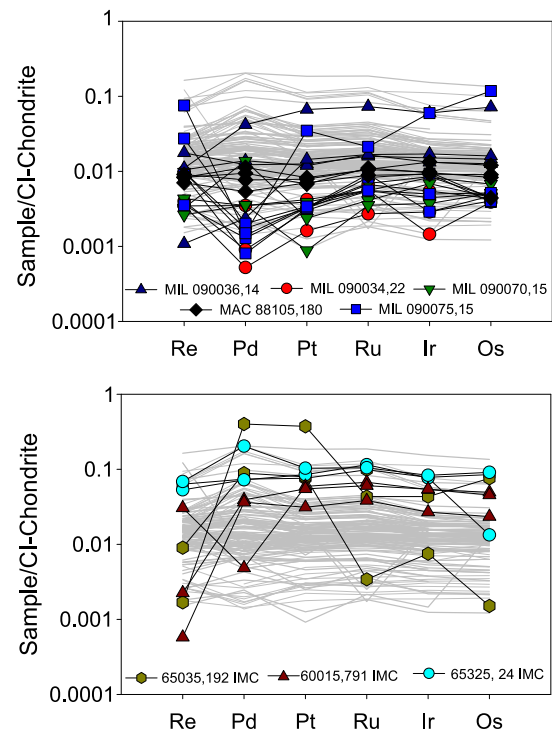 1
0.1
0.01
0.001
0.0001
Sample/CI-Chondrite
MIL 090036,14 MIL 090034,22 MIL 090070,15
MAC 88105,180 MIL 090075,15
Re Pd Pt Ru Ir Os
1
0.1
0.01
0.001
0.0001
Sample/CI-Chondrite
65035,192 IMC 60015,791 IMC 65325, 24 IMC
Re Pd Pt Ru Ir Os